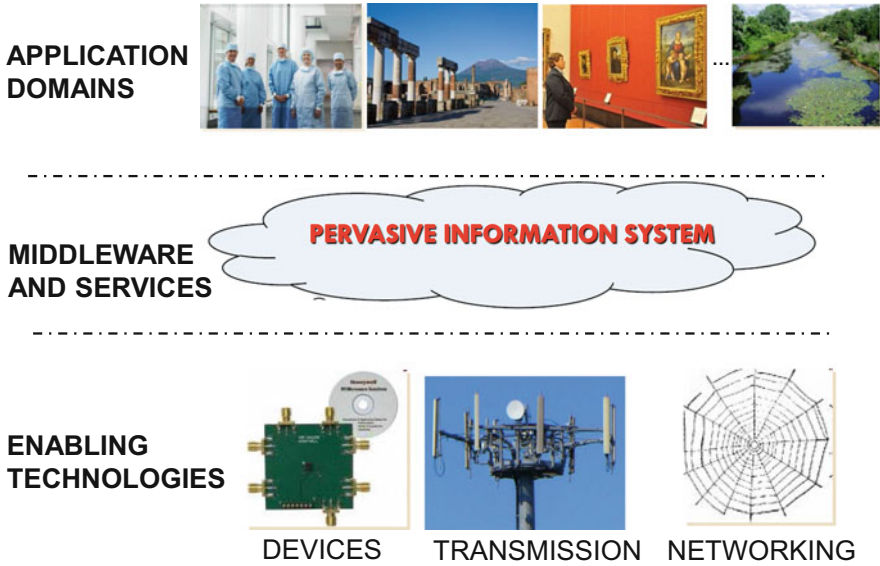 APPLICATION
DOMAINS
...
PERVASIVE INFORMATION SYSTEM
MIDDLEWARE
AND SERVICES
Honeywell
ENABLING
TECHNOLOGIES
DEVICES
TRANSMISSION
NETWORKING